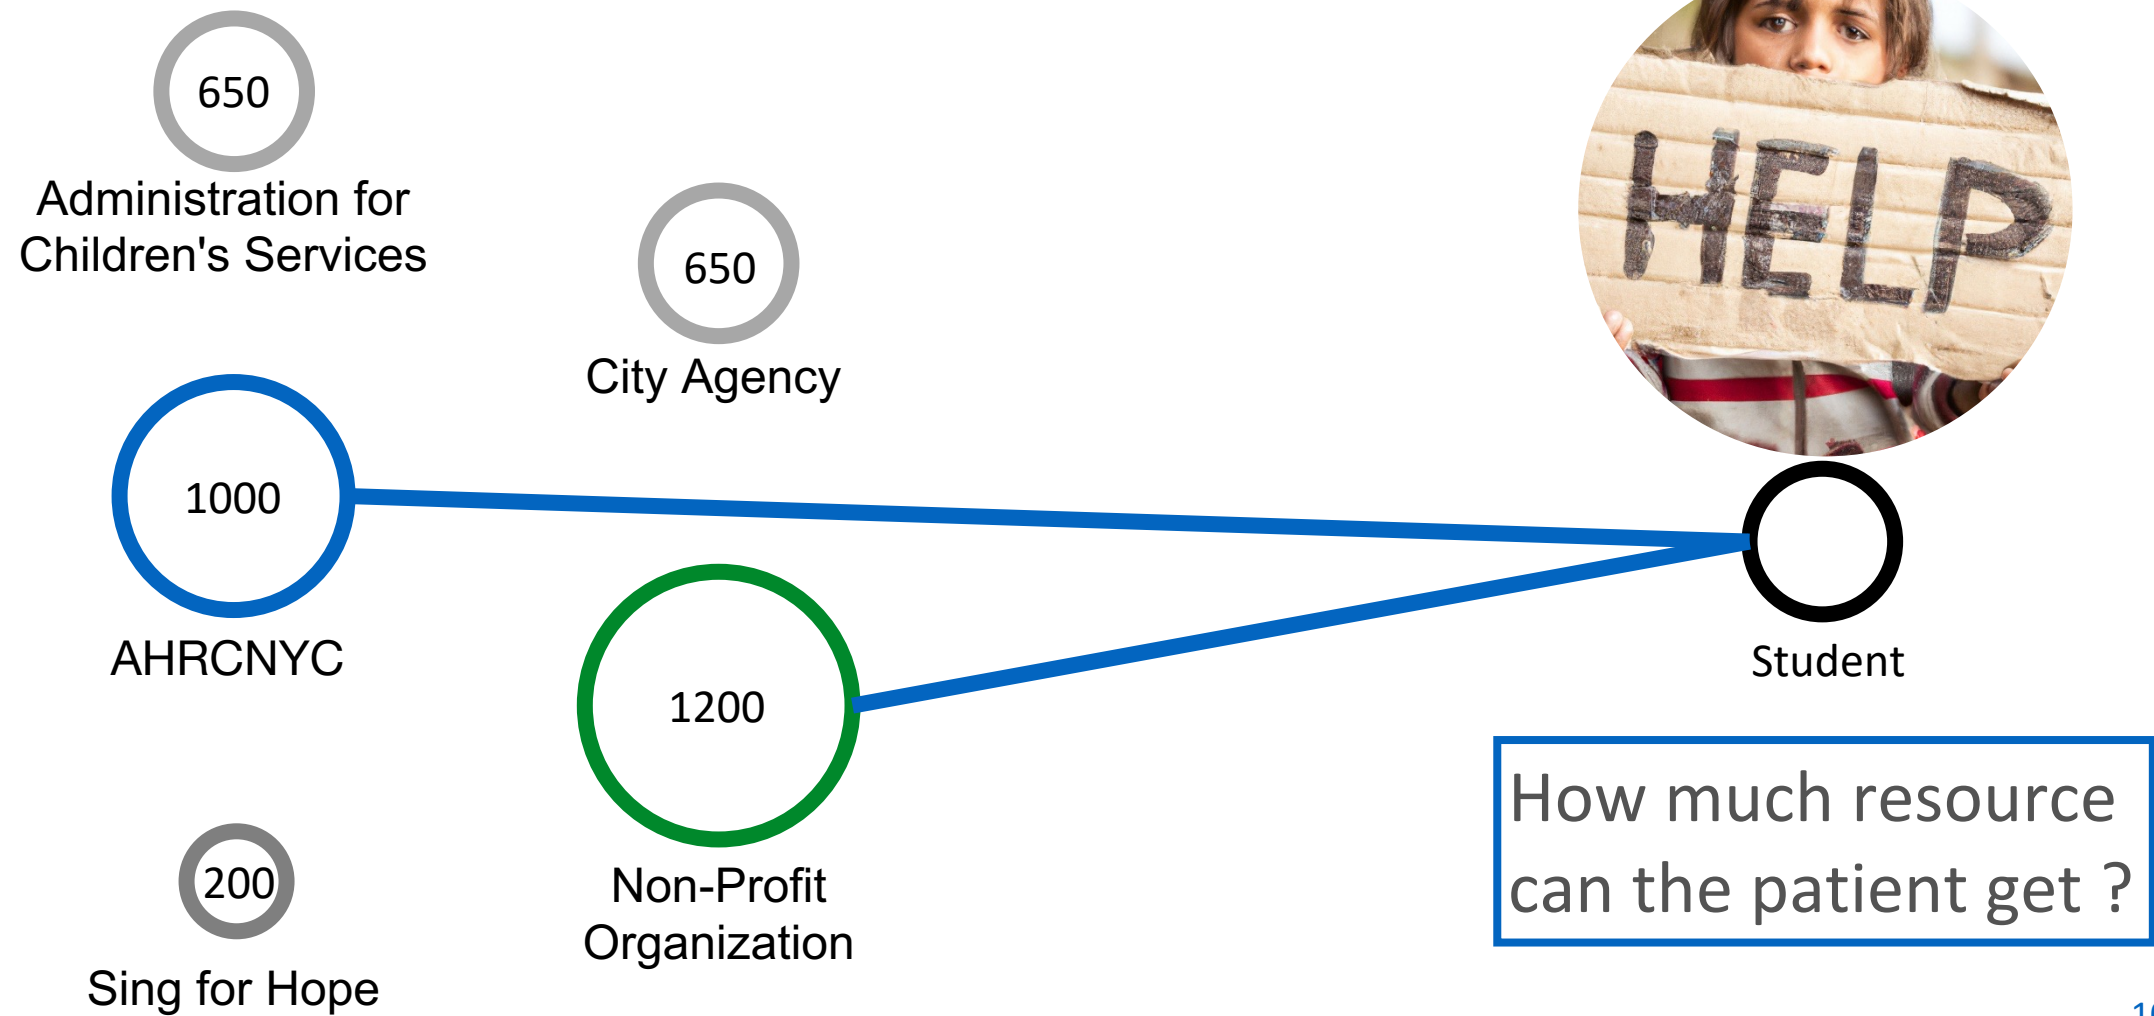 650
Administration for
Children's Services
650
City Agency
HELP
1000
AHRCNYC
1200
Non-Profit
Organization
Student
200
Sing for Hope
How much resource
can the patient get ?